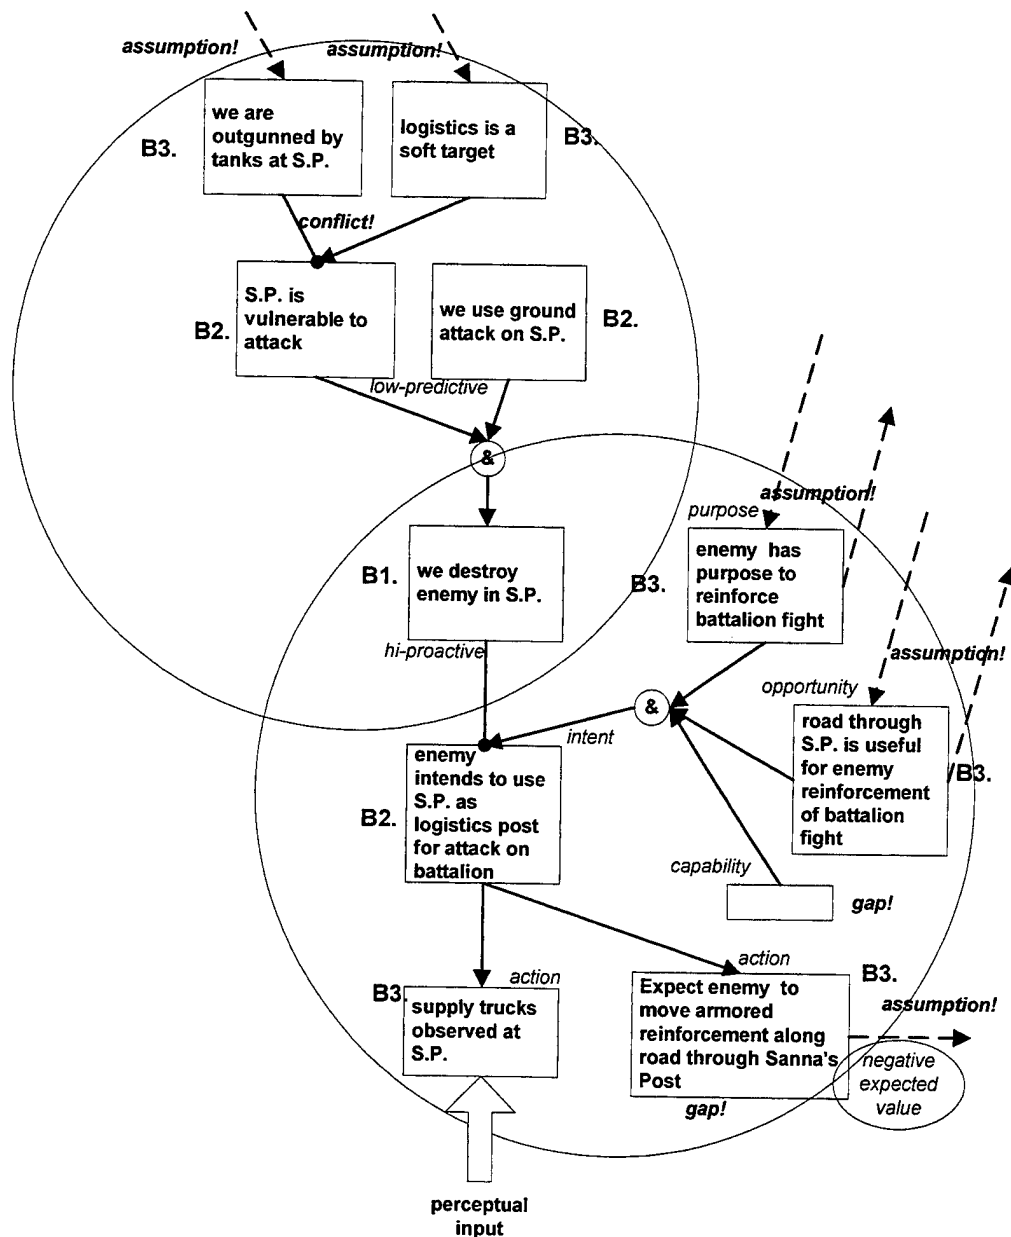 assumption!
assumption!
we are
outgunned by
tanks at S.P.
B3.
logistics is a
soft target
B3.
conflict!
S.P. is
vulnerable to
attack
B2.
we use ground
attack on S.P.
B2.
low-predictive
&
assumption!
purpose
B1.
we destroy
enemy in S.P.
B3.
enemy has
purpose to
reinforce
battalion fight
hi-proactive
assumption!
opportunity
&
intent
road through
S.P. is useful
for enemy
reinforcement
of battalion
fight
B3.
enemy
intends to use
S.P. as
logistics post
for attack on
battalion
B2.
capability
gap!
action
action
B3.
supply trucks
observed at
S.P.
B3.
Expect enemy to
move armored
reinforcement along
road through Sanna's
Post
assumption!
negative
expected
value
gap!
perceptual
input